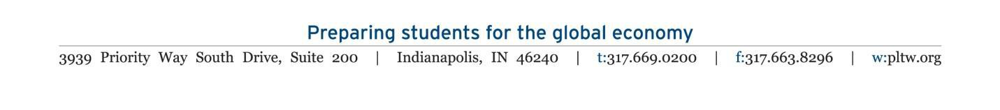 Preparing students for the global economy
3939 Priority Way South Drive, Suite 200 | Indianapolis, IN 46240 | t:317.669.0200 | f:317.663.8296 | w:pltw.org